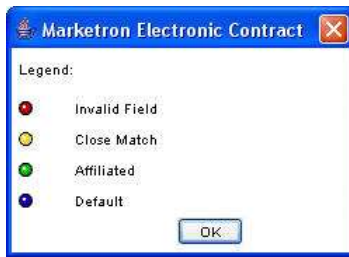 Marketron Electronic Contract
Legend:
Invalid Field
Close Match
Affiliated
Default
OK